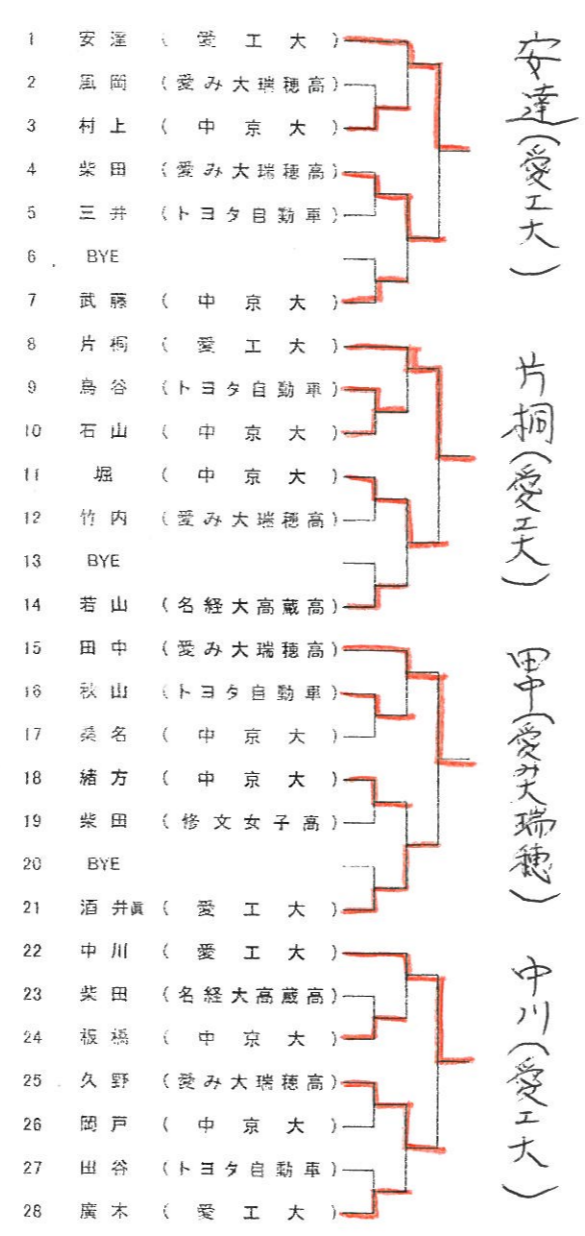 1 安達 (愛工大)
2 風岡 (愛み大瑞穂高)
3 村上 (中京大)
4 柴田 (愛み大瑞穂高)
5 三井 (トヨタ自動車)
6 BYE
7 武藤 (中京大)
8 片桐 (愛工大)
9 鳥谷 (トヨタ自動車)
10 石山 (中京大)
11 堀 (中京大)
12 竹内 (愛み大瑞穂高)
13 BYE
14 若山 (名経大高蔵高)
15 田中 (愛み大瑞穂高)
16 秋山 (トヨタ自動車)
17 桑名 (中京大)
18 緒方 (中京大)
19 柴田 (修文女子高)
20 BYE
21 酒井眞 (愛工大)
22 中川 (愛工大)
23 柴田 (名経大高蔵高)
24 板橋 (中京大)
25 久野 (愛み大瑞穂高)
26 岡戸 (中京大)
27 田谷 (トヨタ自動車)
28 廣木 (愛工大)
安達(愛工大)
片桐(愛工大)
田中(愛み大瑞穂)
中川(愛工大)